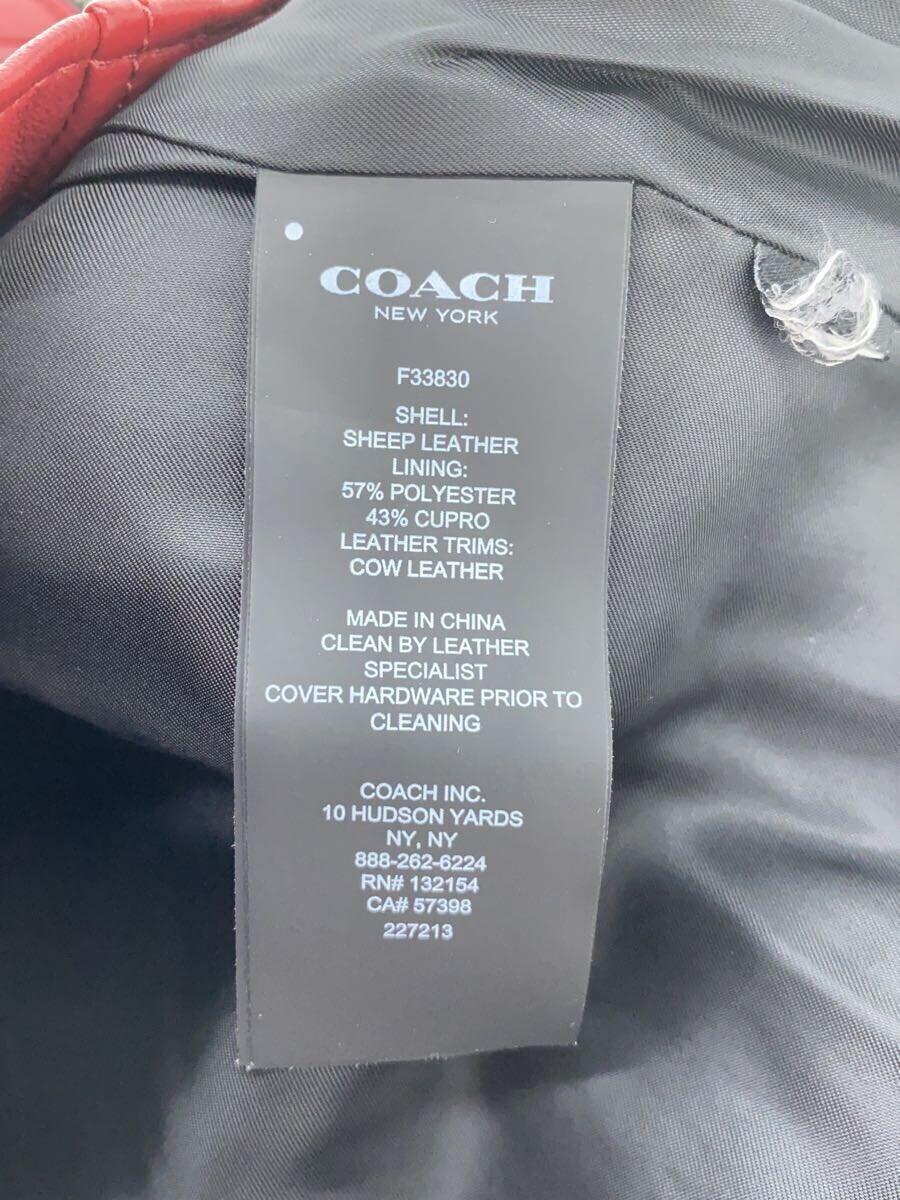 COACH
NEW YORK
F33830
SHELL:
SHEEP LEATHER
LINING:
57% POLYESTER
43% CUPRO
LEATHER TRIMS:
COW LEATHER
MADE IN CHINA
CLEAN BY LEATHER
SPECIALIST
COVER HARDWARE PRIOR TO
CLEANING
COACH INC.
10 HUDSON YARDS
NY, NY
888-262-6224
RN# 132154
CA# 57398
227213